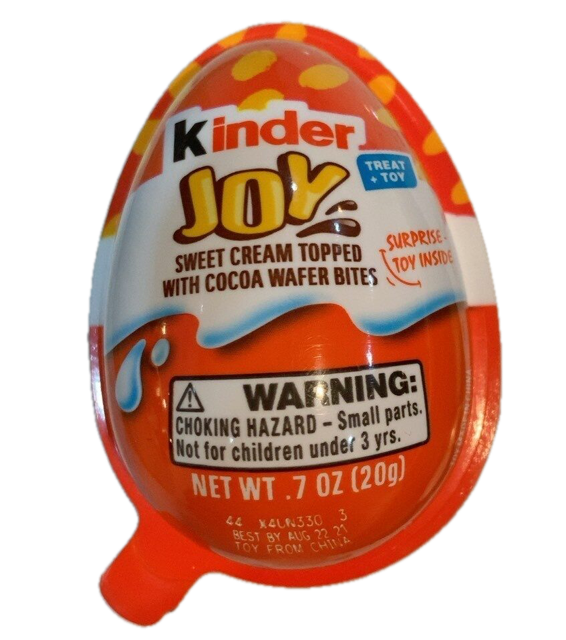 Kinder
JOY
TREAT
+ TOY
SWEET CREAM TOPPED
WITH COCOA WAFER BITES
SURPRISE -
TOY INSIDE
WARNING:
CHOKING HAZARD – Small parts.
Not for children under 3 yrs.
NET WT .7 OZ (20g)
44 X4LN330 3
BEST BY AUG 22 21
TOY FROM CHINA